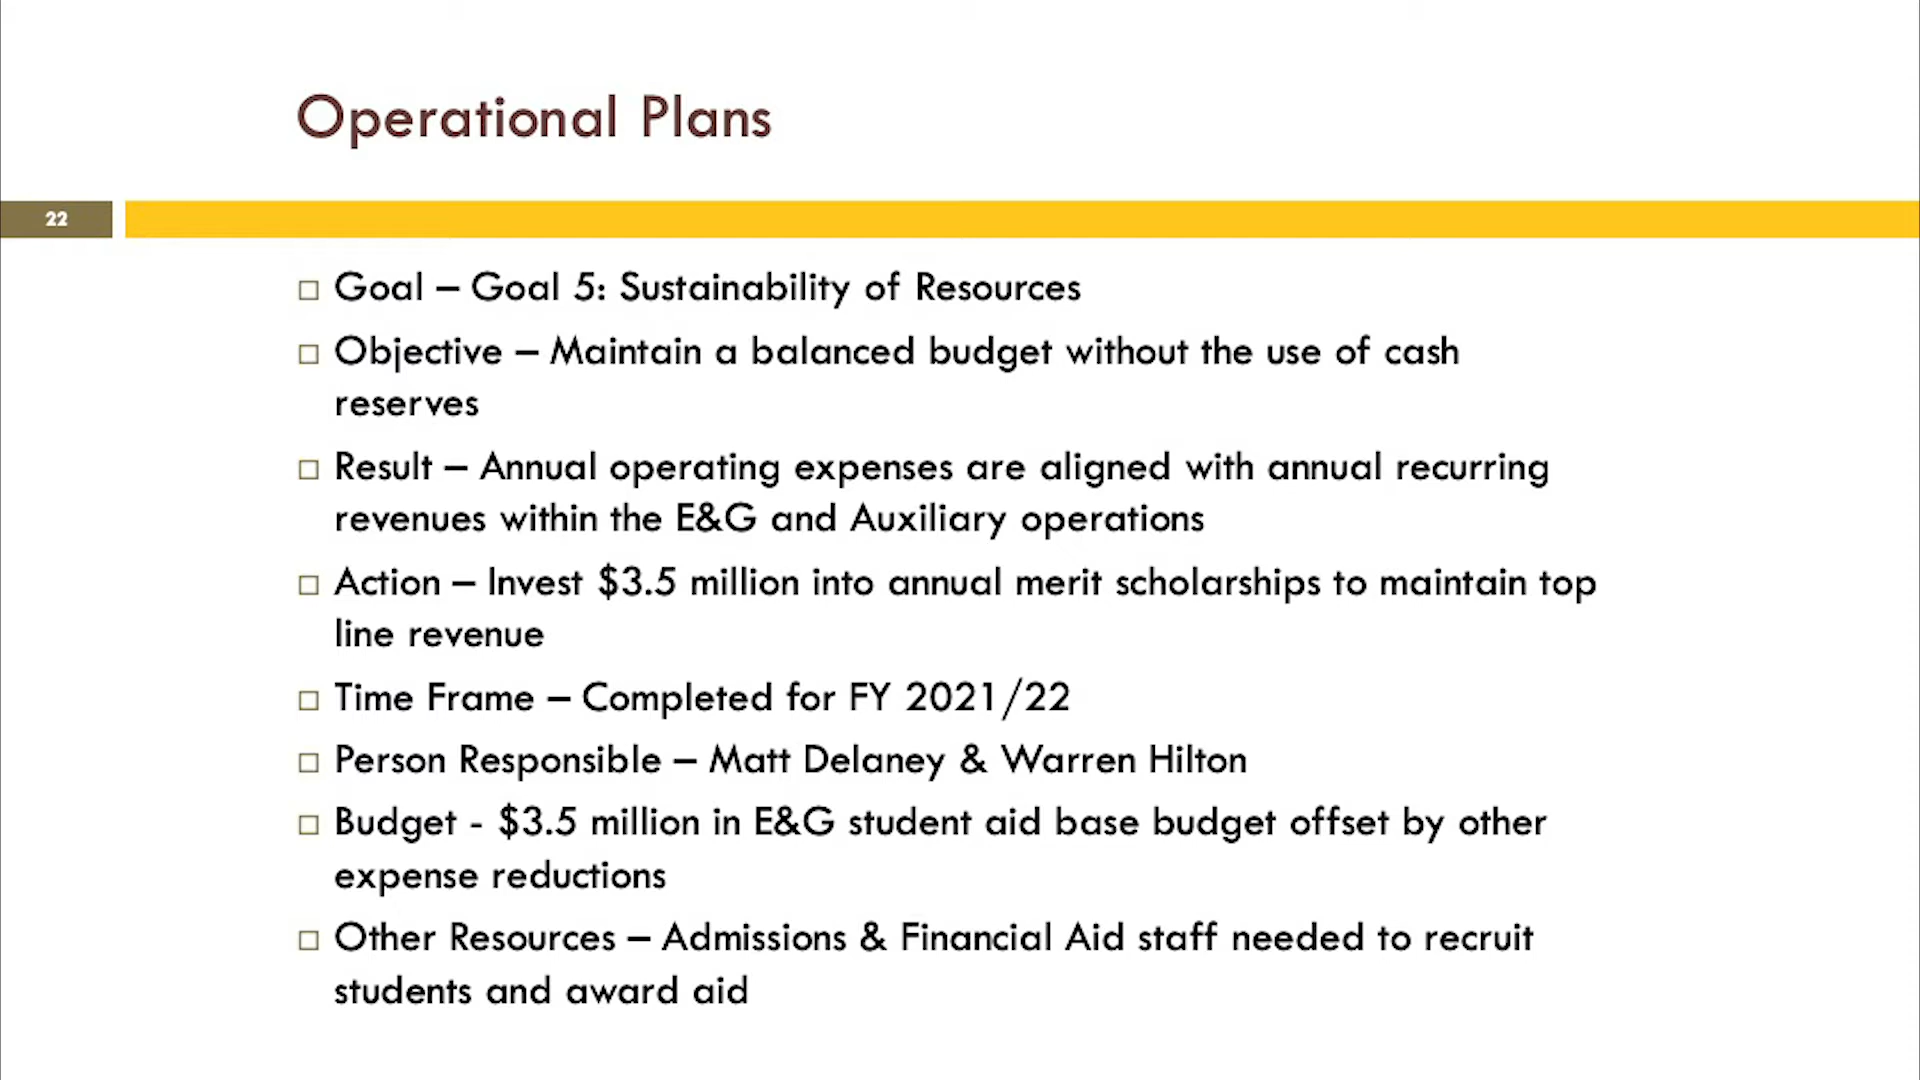 Operational Plans
22
Goal – Goal 5: Sustainability of Resources
Objective – Maintain a balanced budget without the use of cash
reserves
Result – Annual operating expenses are aligned with annual recurring
revenues within the E&G and Auxiliary operations
Action – Invest $3.5 million into annual merit scholarships to maintain top
line revenue
Time Frame – Completed for FY 2021/22
Person Responsible – Matt Delaney & Warren Hilton
Budget - $3.5 million in E&G student aid base budget offset by other
expense reductions
Other Resources – Admissions & Financial Aid staff needed to recruit
students and award aid